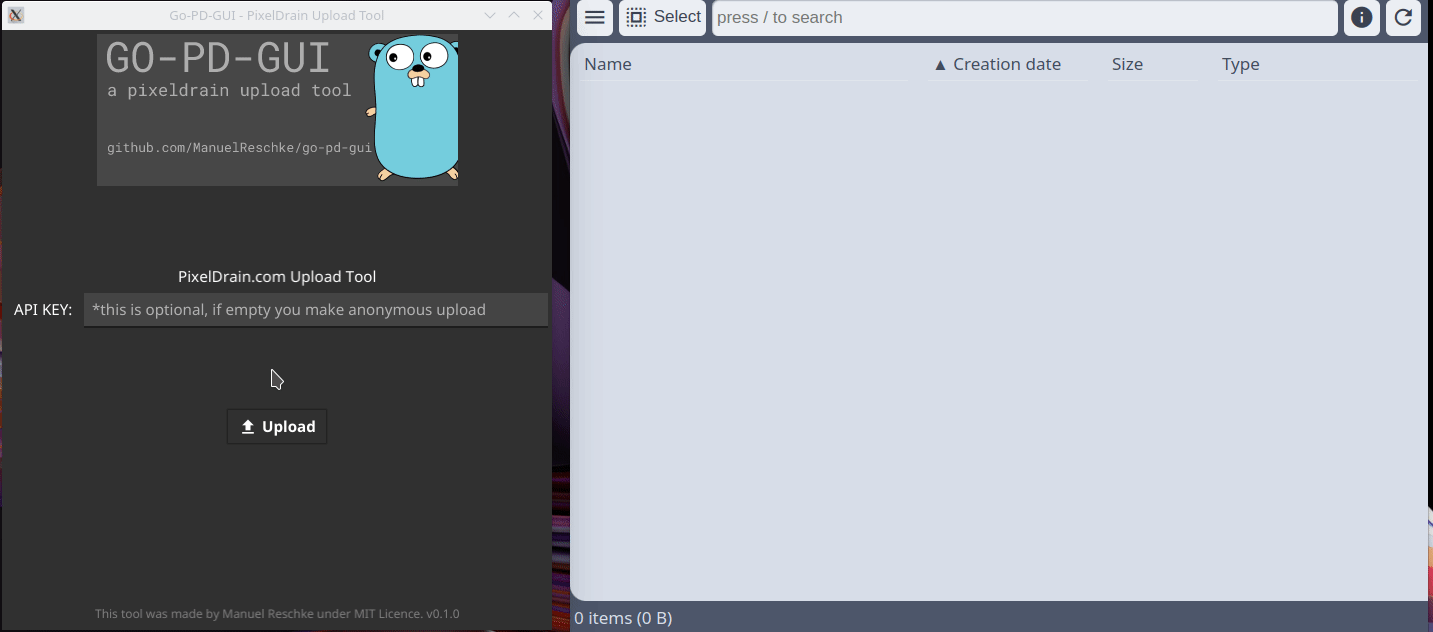 Go-PD-GUI - PixelDrain Upload Tool
GO-PD-GUI
a pixeldrain upload tool
github.com/ManuelReschke/go-pd-gui
PixelDrain.com Upload Tool
API KEY: *this is optional, if empty you make anonymous upload
Upload
This tool was made by Manuel Reschke under MIT Licence. v0.1.0
Select press / to search
Name ▲ Creation date Size Type
0 items (0 B)